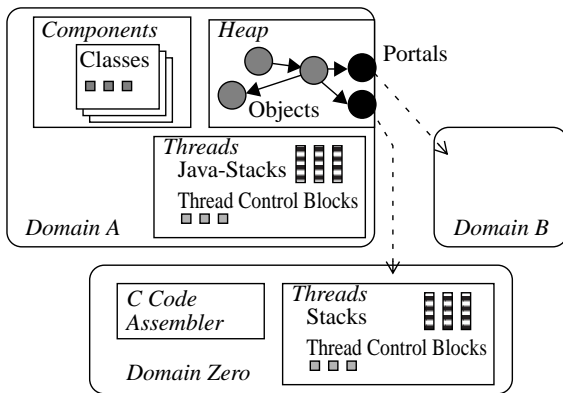 Components
Classes
Heap
Portals
Objects
Threads
Java-Stacks
Thread Control Blocks
Domain A
Domain B
C Code
Assembler
Threads
Stacks
Thread Control Blocks
Domain Zero